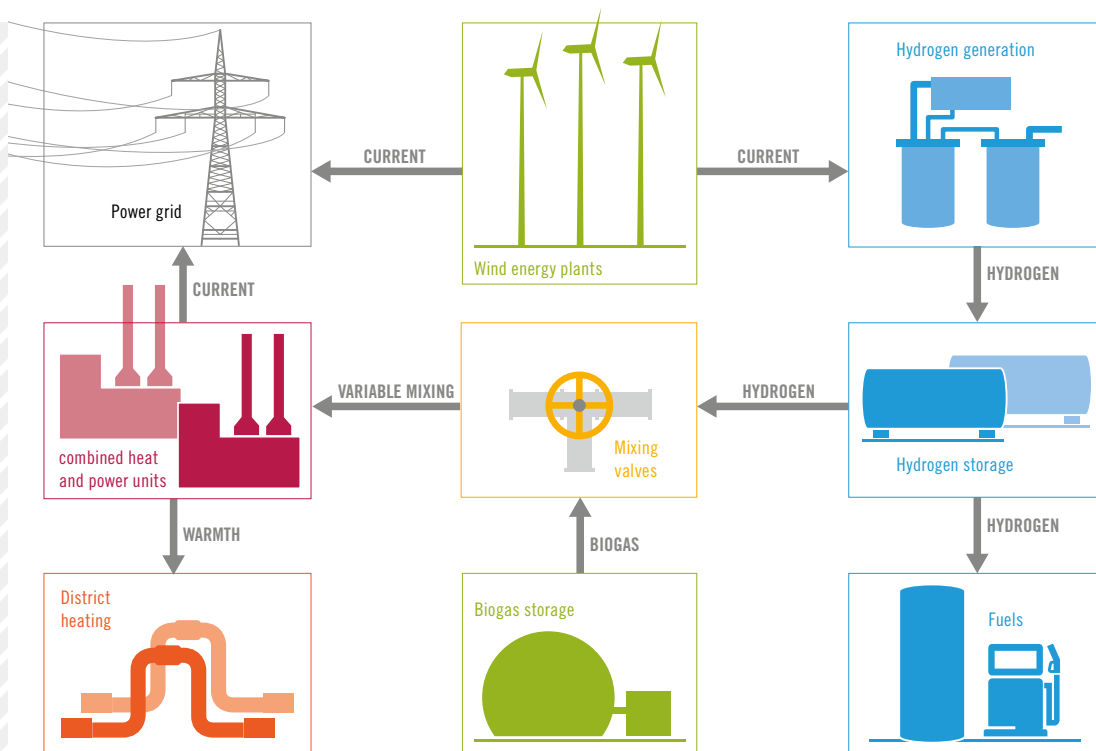 Hydrogen generation
CURRENT
CURRENT
Power grid
Wind energy plants
CURRENT
HYDROGEN
VARIABLE MIXING
HYDROGEN
combined heat
and power units
Mixing
valves
Hydrogen storage
WARMTH
BIOGAS
HYDROGEN
District
heating
Biogas storage
Fuels